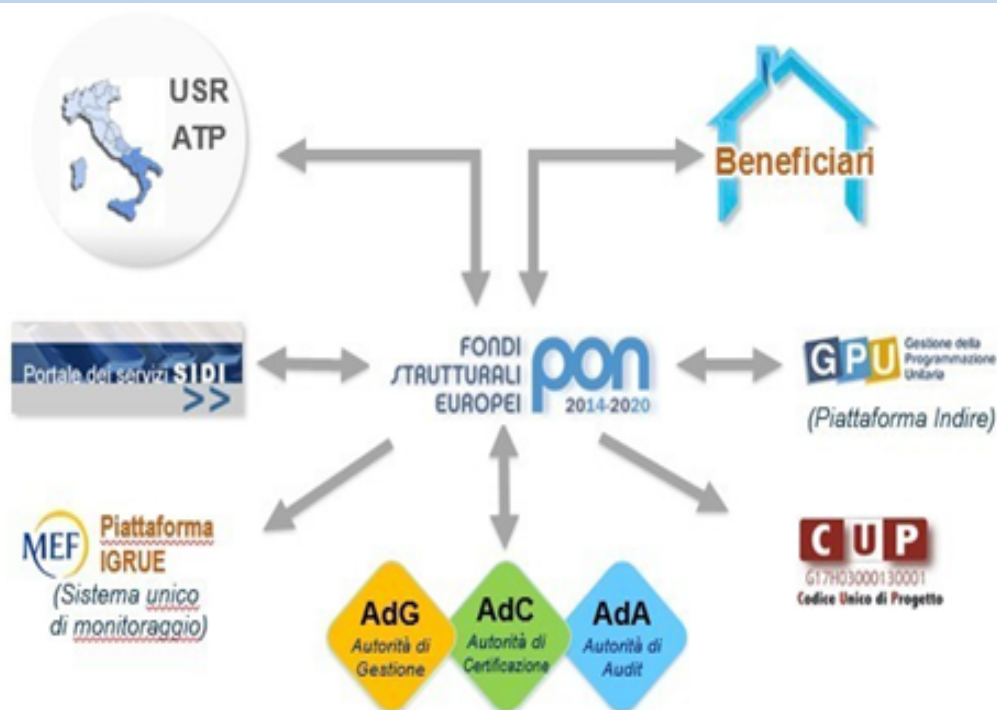 USR
ATP
Beneficiari
Portale dei servizi SIDI
>>
FONDI
STRUTTURALI
EUROPEI
pon
2014-2020
GPU
Gestione della
Programmazione
Unitaria
(Piattaforma Indire)
MEF
Piattaforma
IGRUE
(Sistema unico
di monitoraggio)
CUP
G17H03000130001
Codice Unico di Progetto
AdG
Autorità di
Gestione
AdC
Autorità di
Certificazione
AdA
Autorità di
Audit